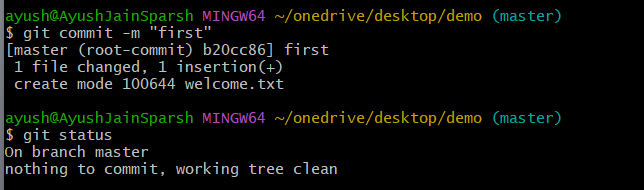 ayush@AyushJainSparsh MINGW64 ~/onedrive/desktop/demo (master)
$ git commit -m "first"
[master (root-commit) b20cc86] first
 1 file changed, 1 insertion(+)
 create mode 100644 welcome.txt

ayush@AyushJainSparsh MINGW64 ~/onedrive/desktop/demo (master)
$ git status
On branch master
nothing to commit, working tree clean